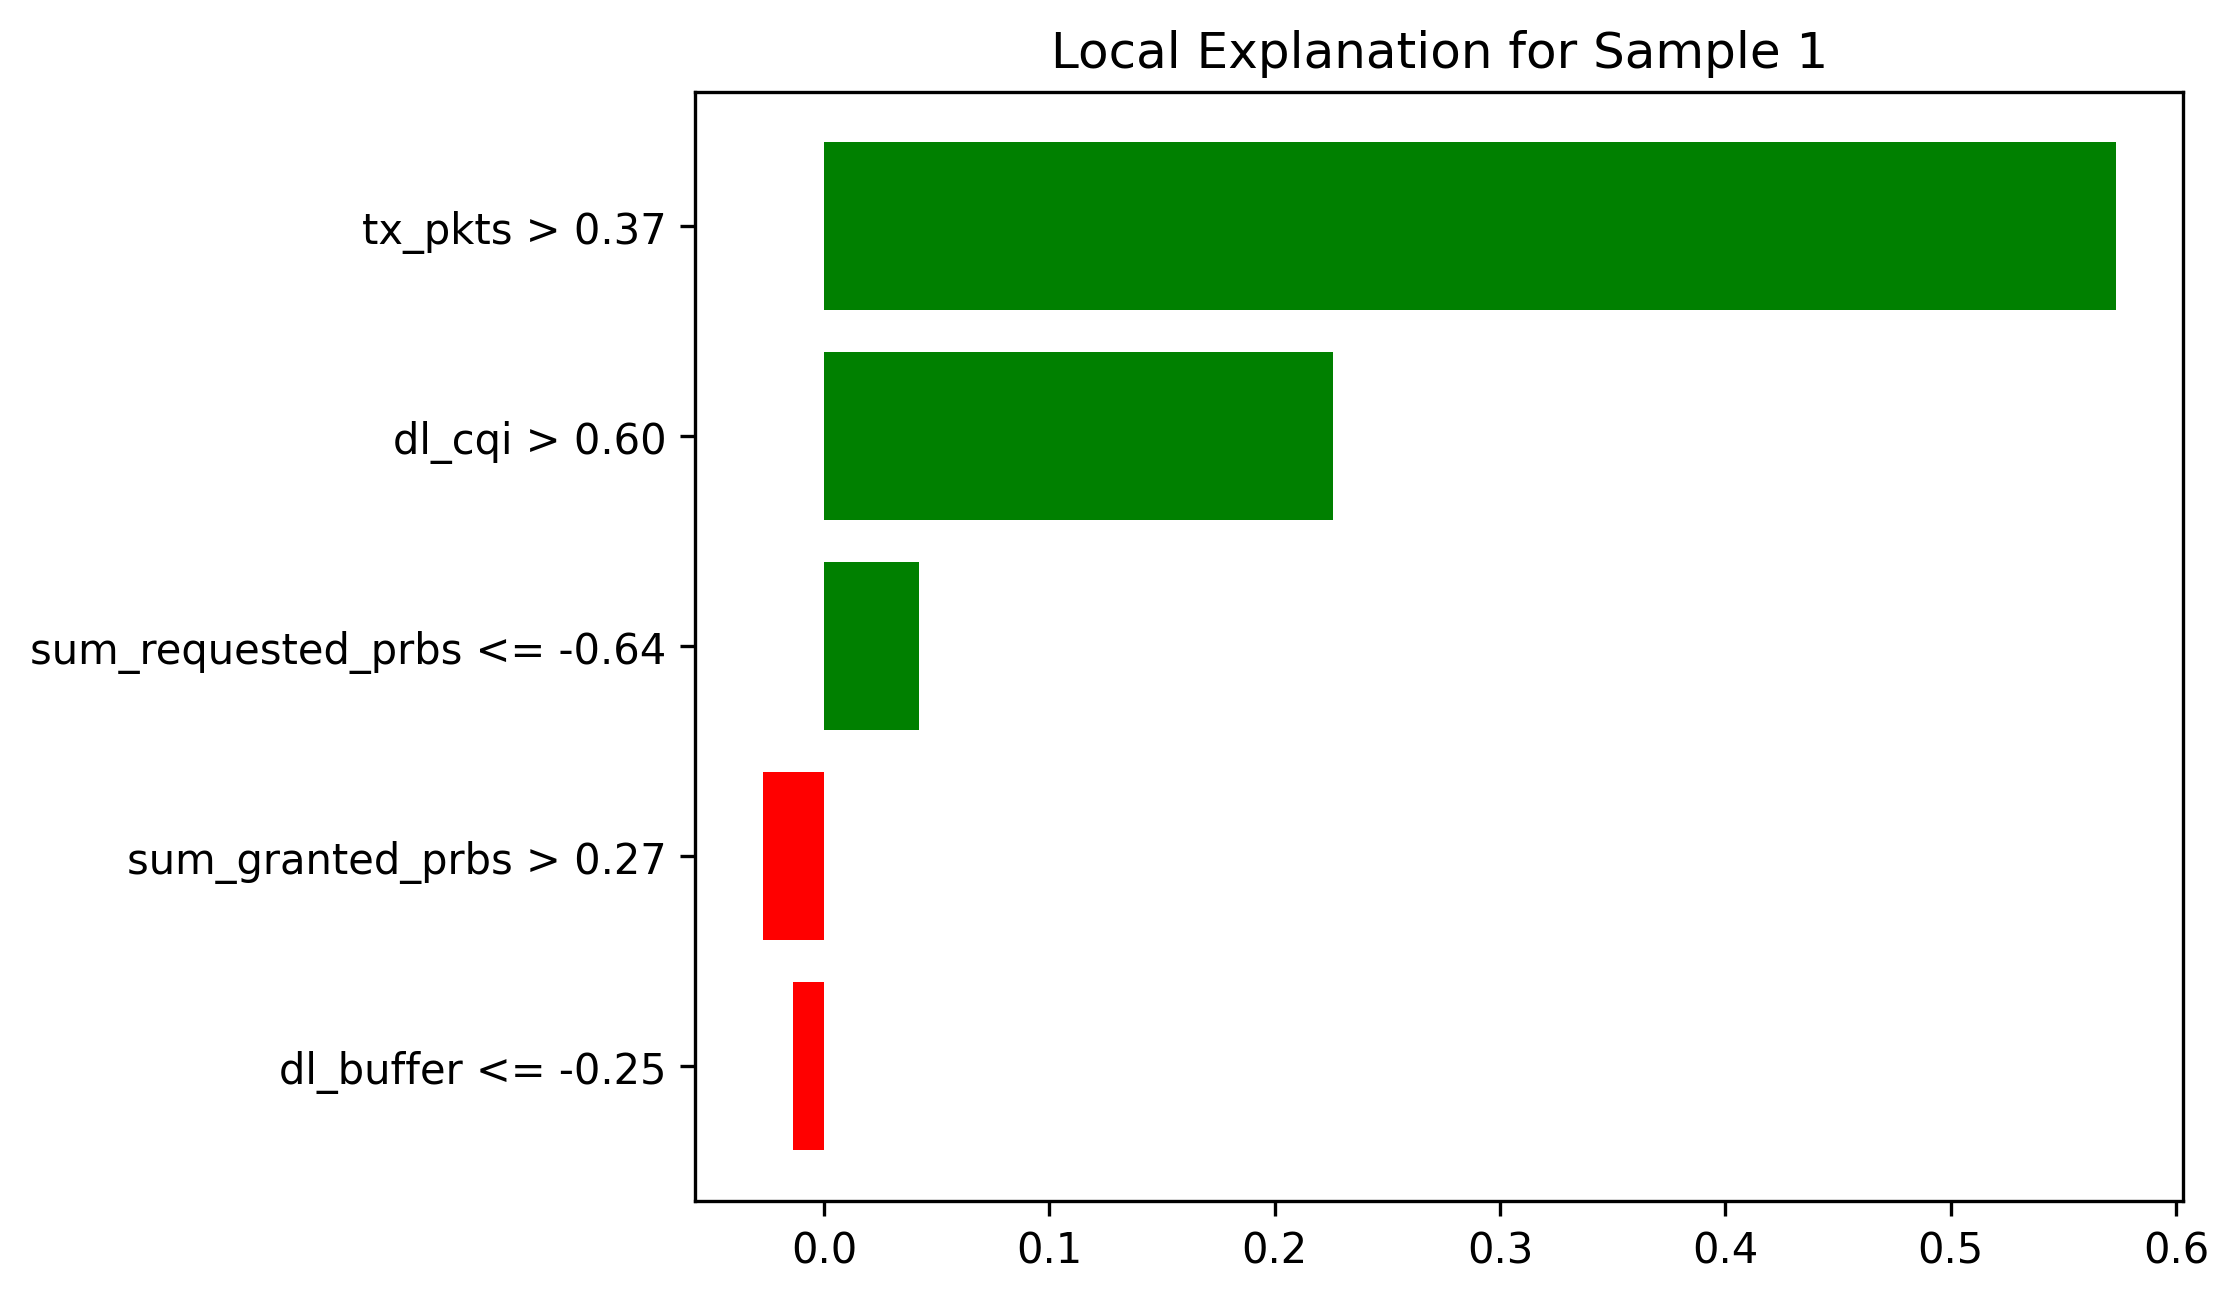 Local Explanation for Sample 1
tx_pkts > 0.37
dl_cqi > 0.60
sum_requested_prbs <= -0.64
sum_granted_prbs > 0.27
dl_buffer <= -0.25
0.0 0.1 0.2 0.3 0.4 0.5 0.6